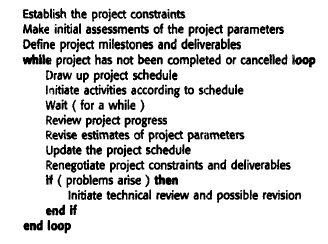 Establish the project constraints
Make initial assessments of the project parameters
Define project milestones and deliverables
while project has not been completed or cancelled loop
Draw up project schedule
Initiate activities according to schedule
Wait ( for a while )
Review project progress
Revise estimates of project parameters
Update the project schedule
Renegotiate project constraints and deliverables
if ( problems arise ) then
Initiate technical review and possible revision
end if
end loop